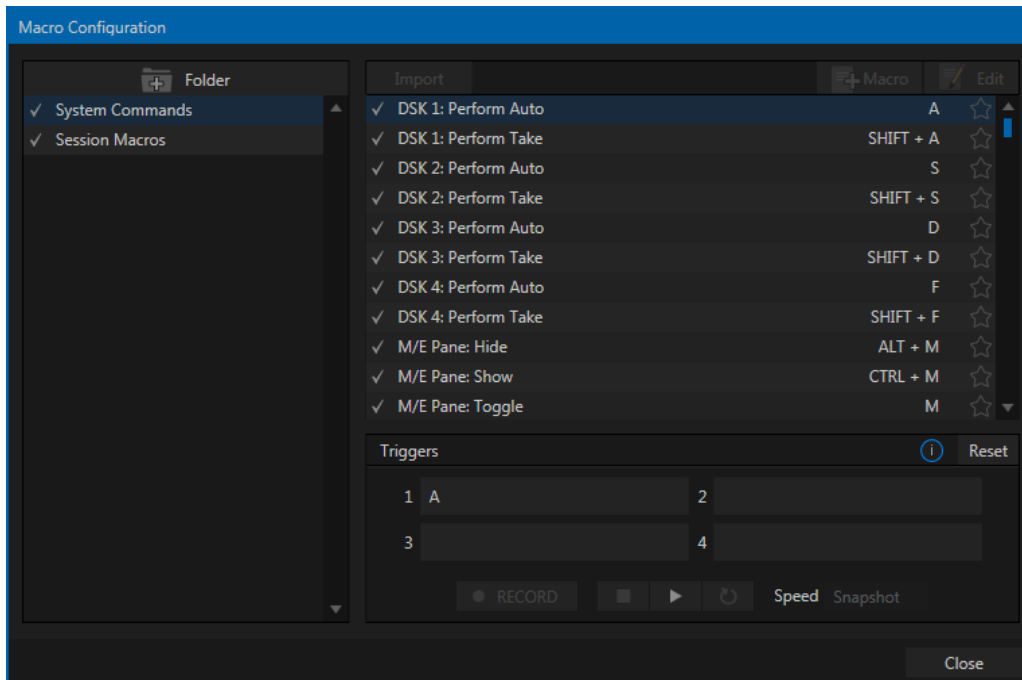 Macro Configuration
Folder
System Commands
Session Macros
Import Macro Edit
DSK 1: Perform Auto A
DSK 1: Perform Take SHIFT + A
DSK 2: Perform Auto S
DSK 2: Perform Take SHIFT + S
DSK 3: Perform Auto D
DSK 3: Perform Take SHIFT + D
DSK 4: Perform Auto F
DSK 4: Perform Take SHIFT + F
M/E Pane: Hide ALT + M
M/E Pane: Show CTRL + M
M/E Pane: Toggle M
Triggers i Reset
1 A 2
3 4
RECORD Speed Snapshot
Close